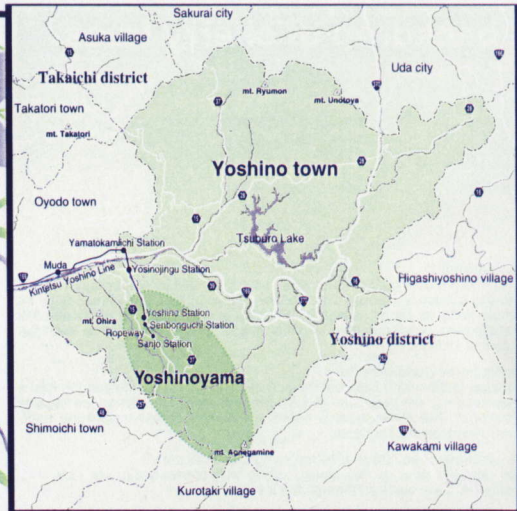 Sakurai city
Asuka village
Takaichi district
Uda city
mt. Ryumon
mt. Unotoya
Takatori town
mt. Takatori
Yoshino town
Oyodo town
Yamatokamiichi Station
Tsuburo Lake
Muda
Yosinojingu Station
Kintetsu Yoshino Line
Higashiyoshino village
Yoshino Station
mt. Ohira
Senbonguchi Station
Ropeway
Sanjo Station
Yoshino district
Yoshinoyama
Shimoichi town
Kawakami village
mt. Aonegamine
Kurotaki village